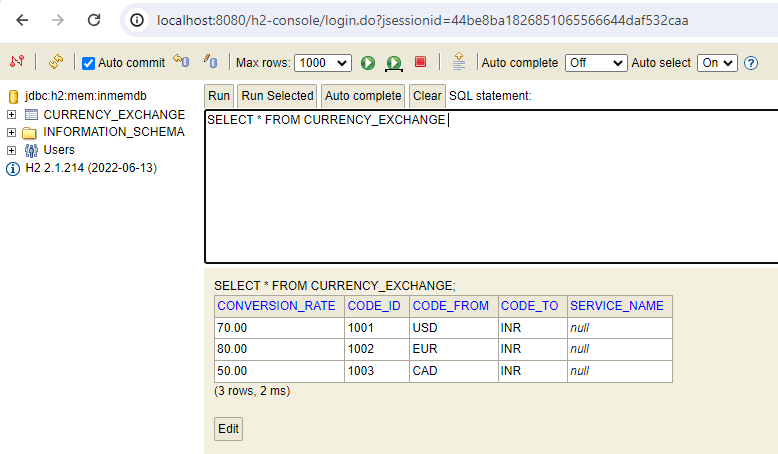 localhost:8080/h2-console/login.do?jsessionid=44be8ba1826851065566644daf532caa
Auto commit Max rows: 1000 Auto complete Off Auto select On ?
jdbc:h2:mem:inmemdb
CURRENCY_EXCHANGE
INFORMATION_SCHEMA
Users
H2 2.1.214 (2022-06-13)
Run Run Selected Auto complete Clear SQL statement:
SELECT * FROM CURRENCY_EXCHANGE
SELECT * FROM CURRENCY_EXCHANGE;
CONVERSION_RATE CODE_ID CODE_FROM CODE_TO SERVICE_NAME
70.00 1001 USD INR null
80.00 1002 EUR INR null
50.00 1003 CAD INR null
(3 rows, 2 ms)
Edit